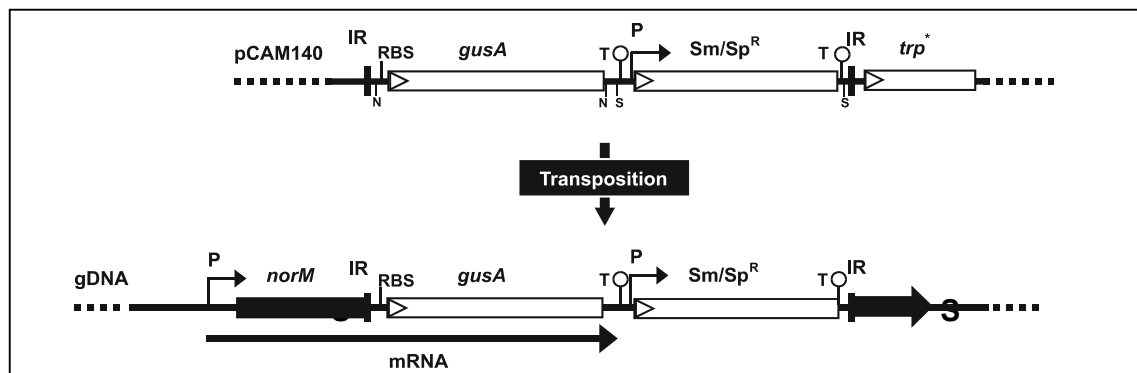 pCAM140 IR RBS gusA T P Sm/Sp^R T IR trp*
N N S S
Transposition
gDNA P norM IR RBS gusA T P Sm/Sp^R T IR
S S
mRNA